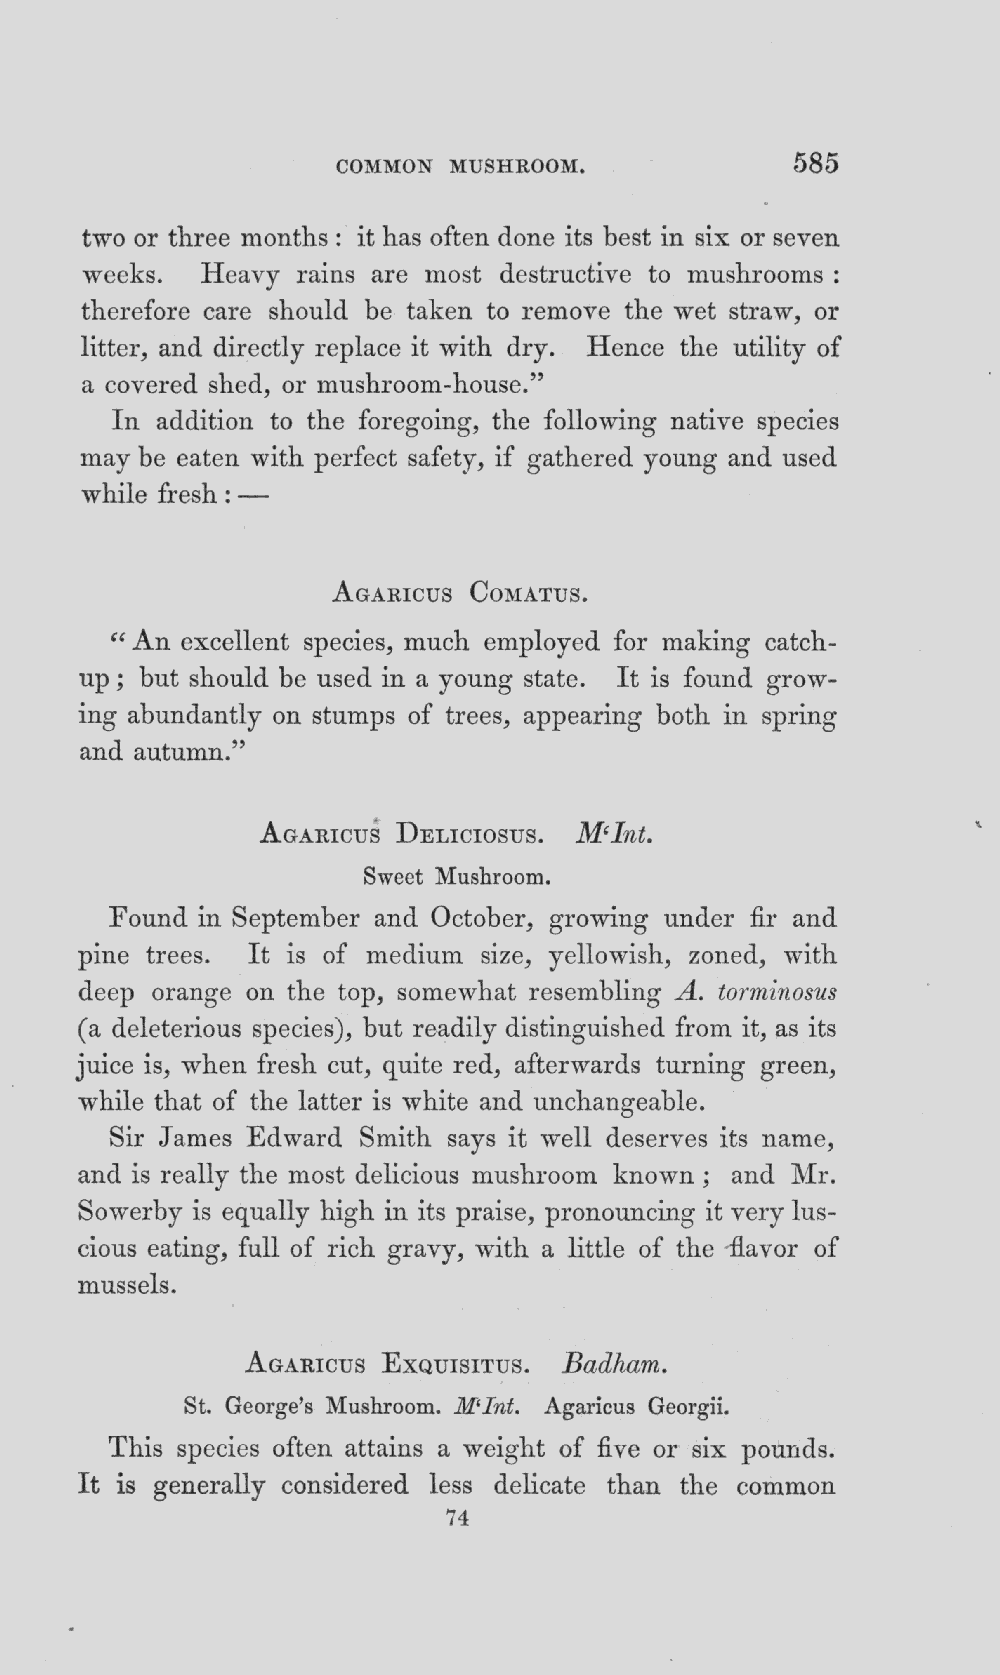 COMMON MUSHROOM. 585
two or three months : it has often done its best in six or seven
weeks. Heavy rains are most destructive to mushrooms :
therefore care should be taken to remove the wet straw, or
litter, and directly replace it with dry. Hence the utility of
a covered shed, or mushroom-house.”
In addition to the foregoing, the following native species
may be eaten with perfect safety, if gathered young and used
while fresh : —
AGARICUS COMATUS.
“ An excellent species, much employed for making catch-
up ; but should be used in a young state. It is found grow-
ing abundantly on stumps of trees, appearing both in spring
and autumn.”
AGARICUS DELICIOSUS. M‘Int.
Sweet Mushroom.
Found in September and October, growing under fir and
pine trees. It is of medium size, yellowish, zoned, with
deep orange on the top, somewhat resembling A. torminosus
(a deleterious species), but readily distinguished from it, as its
juice is, when fresh cut, quite red, afterwards turning green,
while that of the latter is white and unchangeable.
Sir James Edward Smith says it well deserves its name,
and is really the most delicious mushroom known ; and Mr.
Sowerby is equally high in its praise, pronouncing it very lus-
cious eating, full of rich gravy, with a little of the flavor of
mussels.
AGARICUS EXQUISITUS. Badham.
St. George’s Mushroom. M‘Int. Agaricus Georgii.
This species often attains a weight of five or six pounds.
It is generally considered less delicate than the common
74